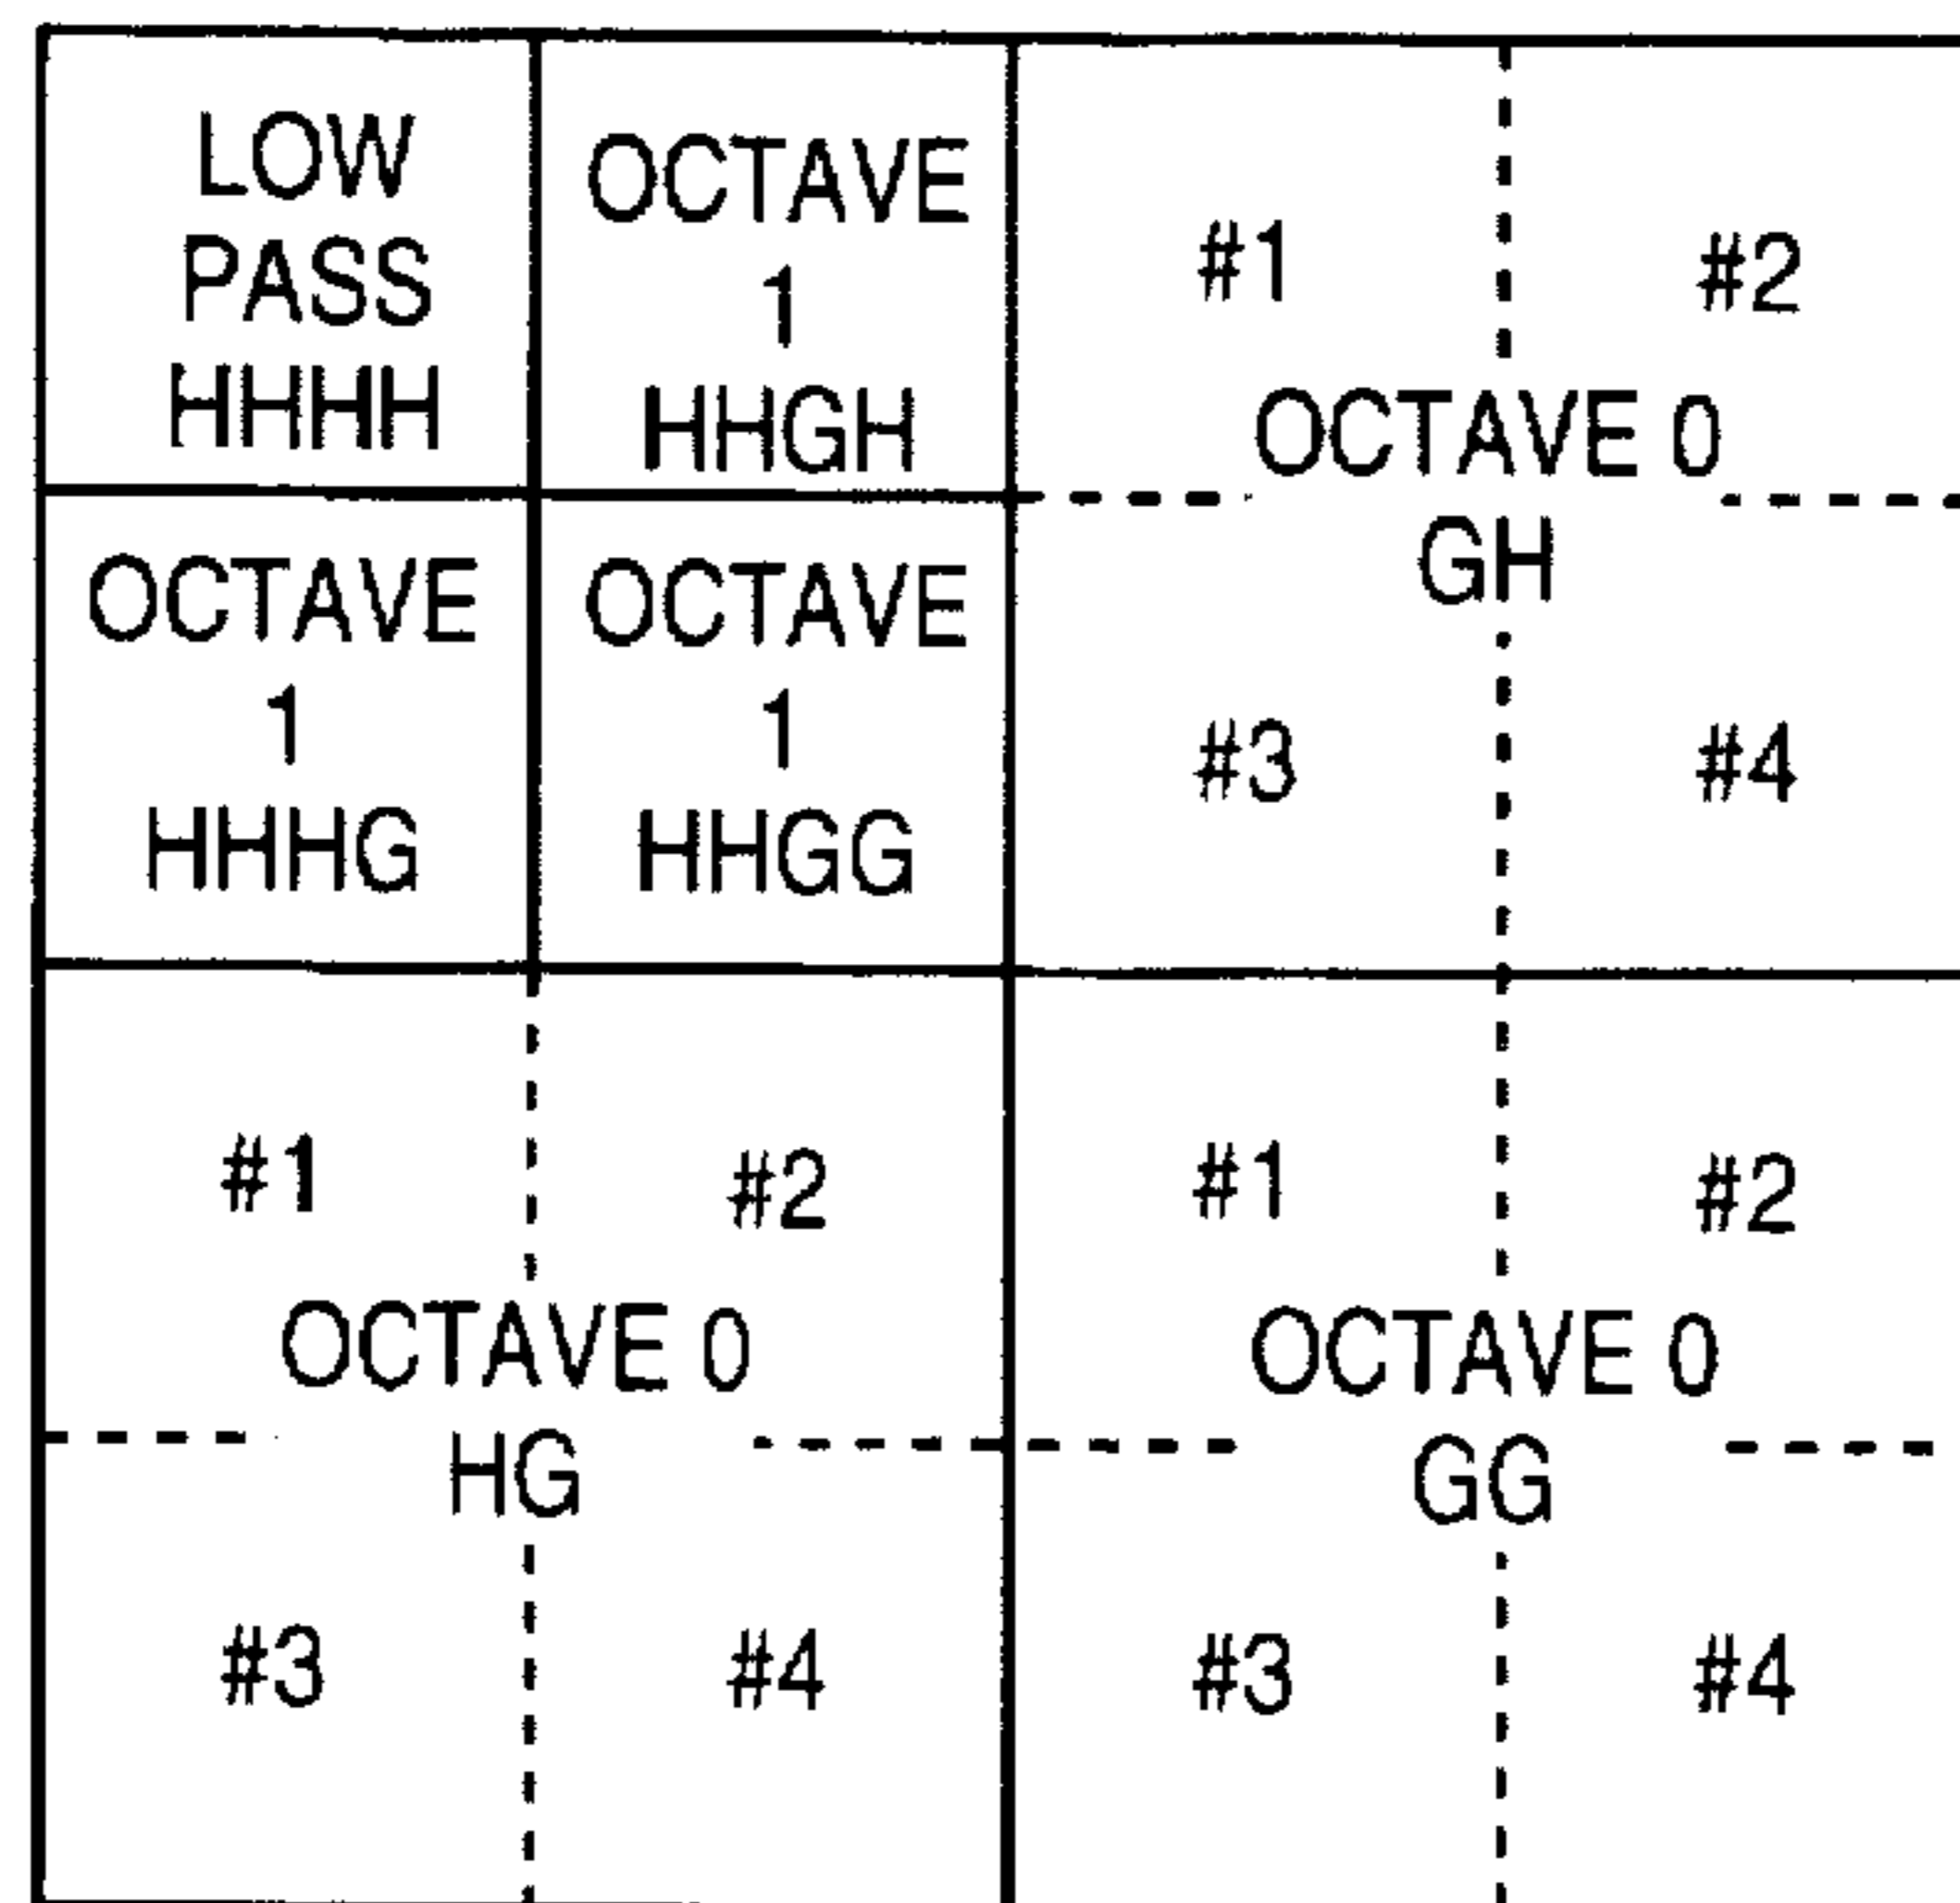 LOW
PASS
HHHH
OCTAVE
1
HHGH
#1
#2
OCTAVE 0
GH
#3
#4
OCTAVE
1
HHHG
OCTAVE
1
HHGG
#1
#2
OCTAVE 0
HG
#3
#4
#1
#2
OCTAVE 0
GG
#3
#4